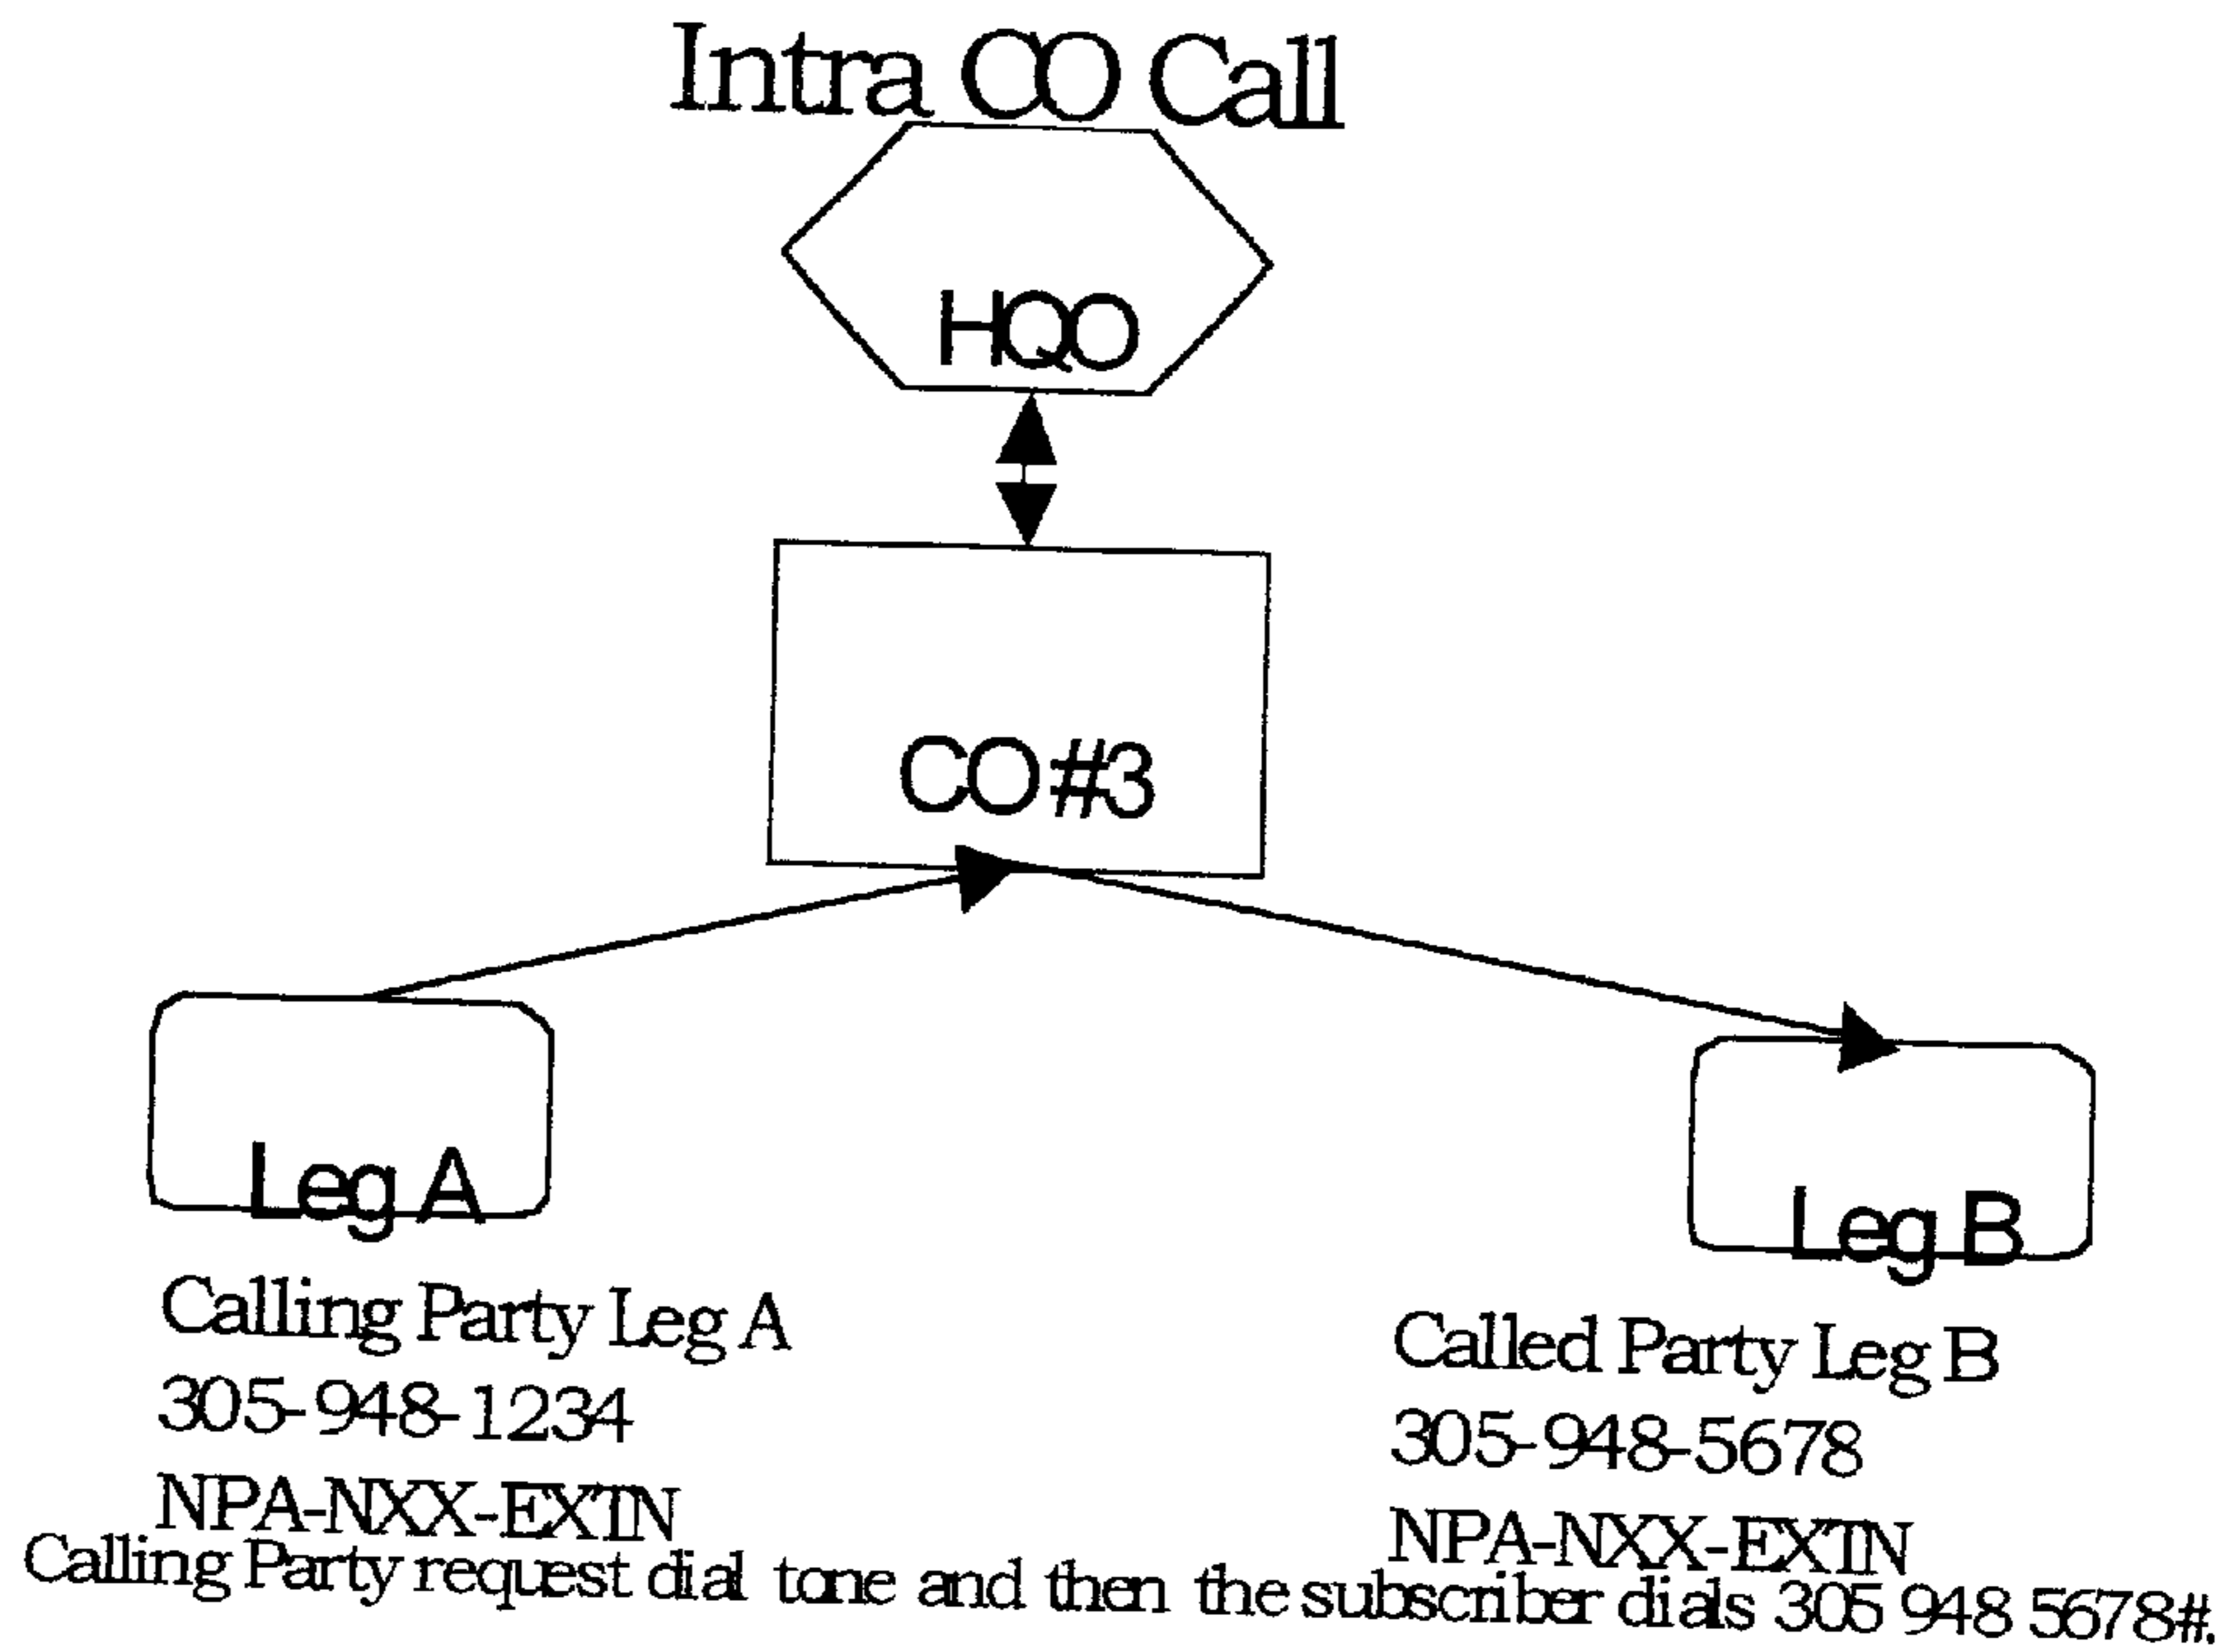 Intra CO Call
HQO
CO #3
Leg A
Leg B
Calling Party Leg A
305-948-1234
NPA-NXX-EXTN
Called Party Leg B
305-948-5678
NPA-NXX-EXTN
Calling Party request dial tone and then the subscriber dials 305 948 5678#.